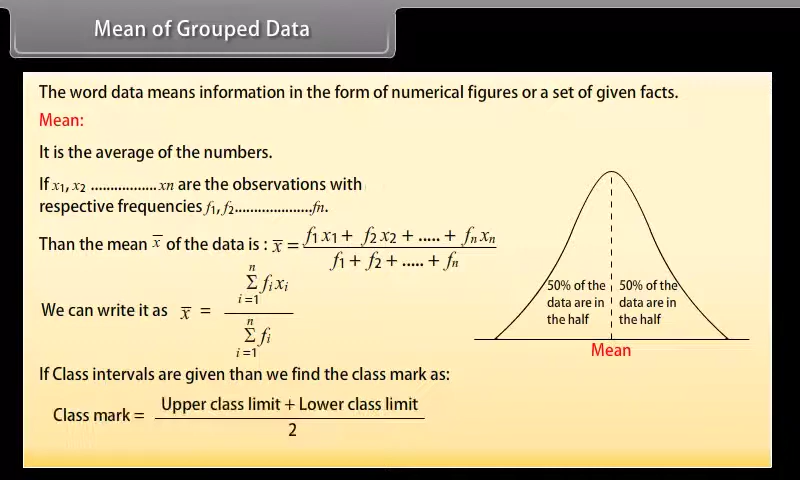 Mean of Grouped Data
The word data means information in the form of numerical figures or a set of given facts.
Mean:
It is the average of the numbers.
If x₁, x₂ .................xn are the observations with
respective frequencies f₁, f₂....................fn.
Than the mean x̅ of the data is : x̅ = (f₁x₁ + f₂x₂ + ..... + fₙxₙ) / (f₁ + f₂ + ..... + fₙ)
We can write it as x̅ = (Σ_{i=1}^{n} fᵢxᵢ) / (Σ_{i=1}^{n} fᵢ)
If Class intervals are given than we find the class mark as:
Class mark = (Upper class limit + Lower class limit) / 2
50% of the
data are in
the half
50% of the
data are in
the half
Mean